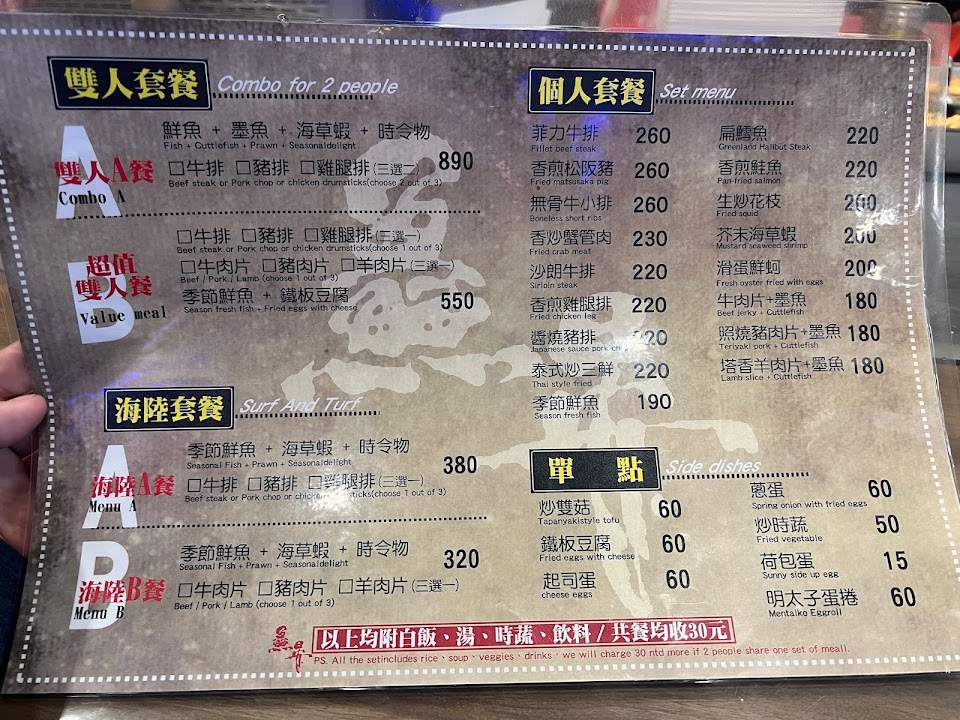 雙人套餐 Combo for 2 people
A
雙人A餐
Combo A
鮮魚 + 墨魚 + 海草蝦 + 時令物
Fish + Cuttlefish + Prawn + Seasonaldelight
□牛排 □豬排 □雞腿排(三選二) 890
Beef steak or Pork chop or chicken drumsticks(choose 2 out of 3)
B
超值
雙人餐
Value meal
□牛排 □豬排 □雞腿排(三選一)
Beef steak or Pork chop or chicken drumsticks(choose 1 out of 3)
□牛肉片 □豬肉片 □羊肉片(三選一)
Beef / Pork / Lamb (choose 1 out of 3)
季節鮮魚 + 鐵板豆腐 550
Season fresh fish + Fried eggs with cheese
海陸套餐 Surf And Turf
A
海陸A餐
Menu A
季節鮮魚 + 海草蝦 + 時令物
Seasonal Fish + Prawn + Seasonaldelight
380
□牛排 □豬排 □雞腿排(三選一)
Beef steak or Pork chop or chicken drumsticks(choose 1 out of 3)
B
海陸B餐
Menu B
季節鮮魚 + 海草蝦 + 時令物 320
Seasonal Fish + Prawn + Seasonaldelight
□牛肉片 □豬肉片 □羊肉片(三選一)
Beef / Pork / Lamb (choose 1 out of 3)
個人套餐 Set menu
菲力牛排 260
Fillet beef steak
香煎松阪豬 260
Fried matsusaka pig
無骨牛小排 260
Boneless short ribs
香炒蟹管肉 230
Fried crab meat
沙朗牛排 220
Sirloin steak
香煎雞腿排 220
Fried chicken leg
醬燒豬排 220
Japanese sauce pork chop
泰式炒三鮮 220
Thai style fried
季節鮮魚 190
Season fresh fish
扁鱈魚 220
Greenland Halibut Steak
香煎鮭魚 220
Pan-fried salmon
生炒花枝 200
Fried squid
芥末海草蝦 200
Mustard seaweed shrimp
滑蛋鮮蚵 200
Fresh oyster fried with eggs
牛肉片+墨魚 180
Beef jerky + Cuttlefish
照燒豬肉片+墨魚 180
Teriyaki pork + Cuttlefish
塔香羊肉片+墨魚 180
Lamb slice + Cuttlefish
單 點 Side dishes
炒雙菇 60
Tapanyakistyle tofu
鐵板豆腐 60
Fried eggs with cheese
起司蛋 60
cheese eggs
蔥蛋 60
Spring onion with fried eggs
炒時蔬 50
Fried vegetable
荷包蛋 15
Sunny side up egg
明太子蛋捲 60
Mentaiko Eggroll
以上均附白飯、湯、時蔬、飲料 / 共餐均收30元
PS. All the setincludes rice、soup、veggies、drinks、we will charge 30 ntd more if 2 people share one set of meall.